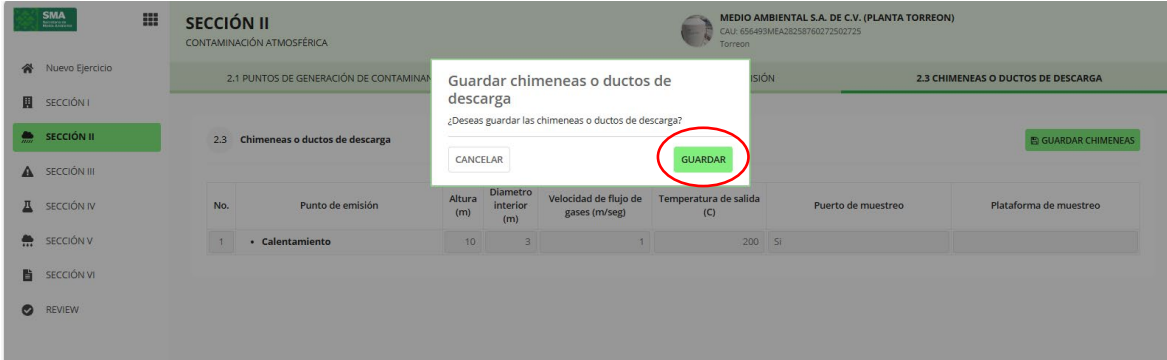 SMA
SECCIÓN II
CONTAMINACIÓN ATMOSFÉRICA
MEDIO AMBIENTAL S.A. DE C.V. (PLANTA TORREON)
CAU: 656493MEA28258760272502725
Torreon
Nuevo Ejercicio
SECCIÓN I
SECCIÓN II
SECCIÓN III
SECCIÓN IV
SECCIÓN V
SECCIÓN VI
REVIEW
2.1 PUNTOS DE GENERACIÓN DE CONTAMINAN
ISIÓN
2.3 CHIMENEAS O DUCTOS DE DESCARGA
Guardar chimeneas o ductos de
descarga
¿Deseas guardar las chimeneas o ductos de descarga?
CANCELAR
GUARDAR
2.3 Chimeneas o ductos de descarga
GUARDAR CHIMENEAS
No.
Punto de emisión
Altura
(m)
Diametro
interior
(m)
Velocidad de flujo de
gases (m/seg)
Temperatura de salida
(C)
Puerto de muestreo
Plataforma de muestreo
1 • Calentamiento 10 3 1 200 Si